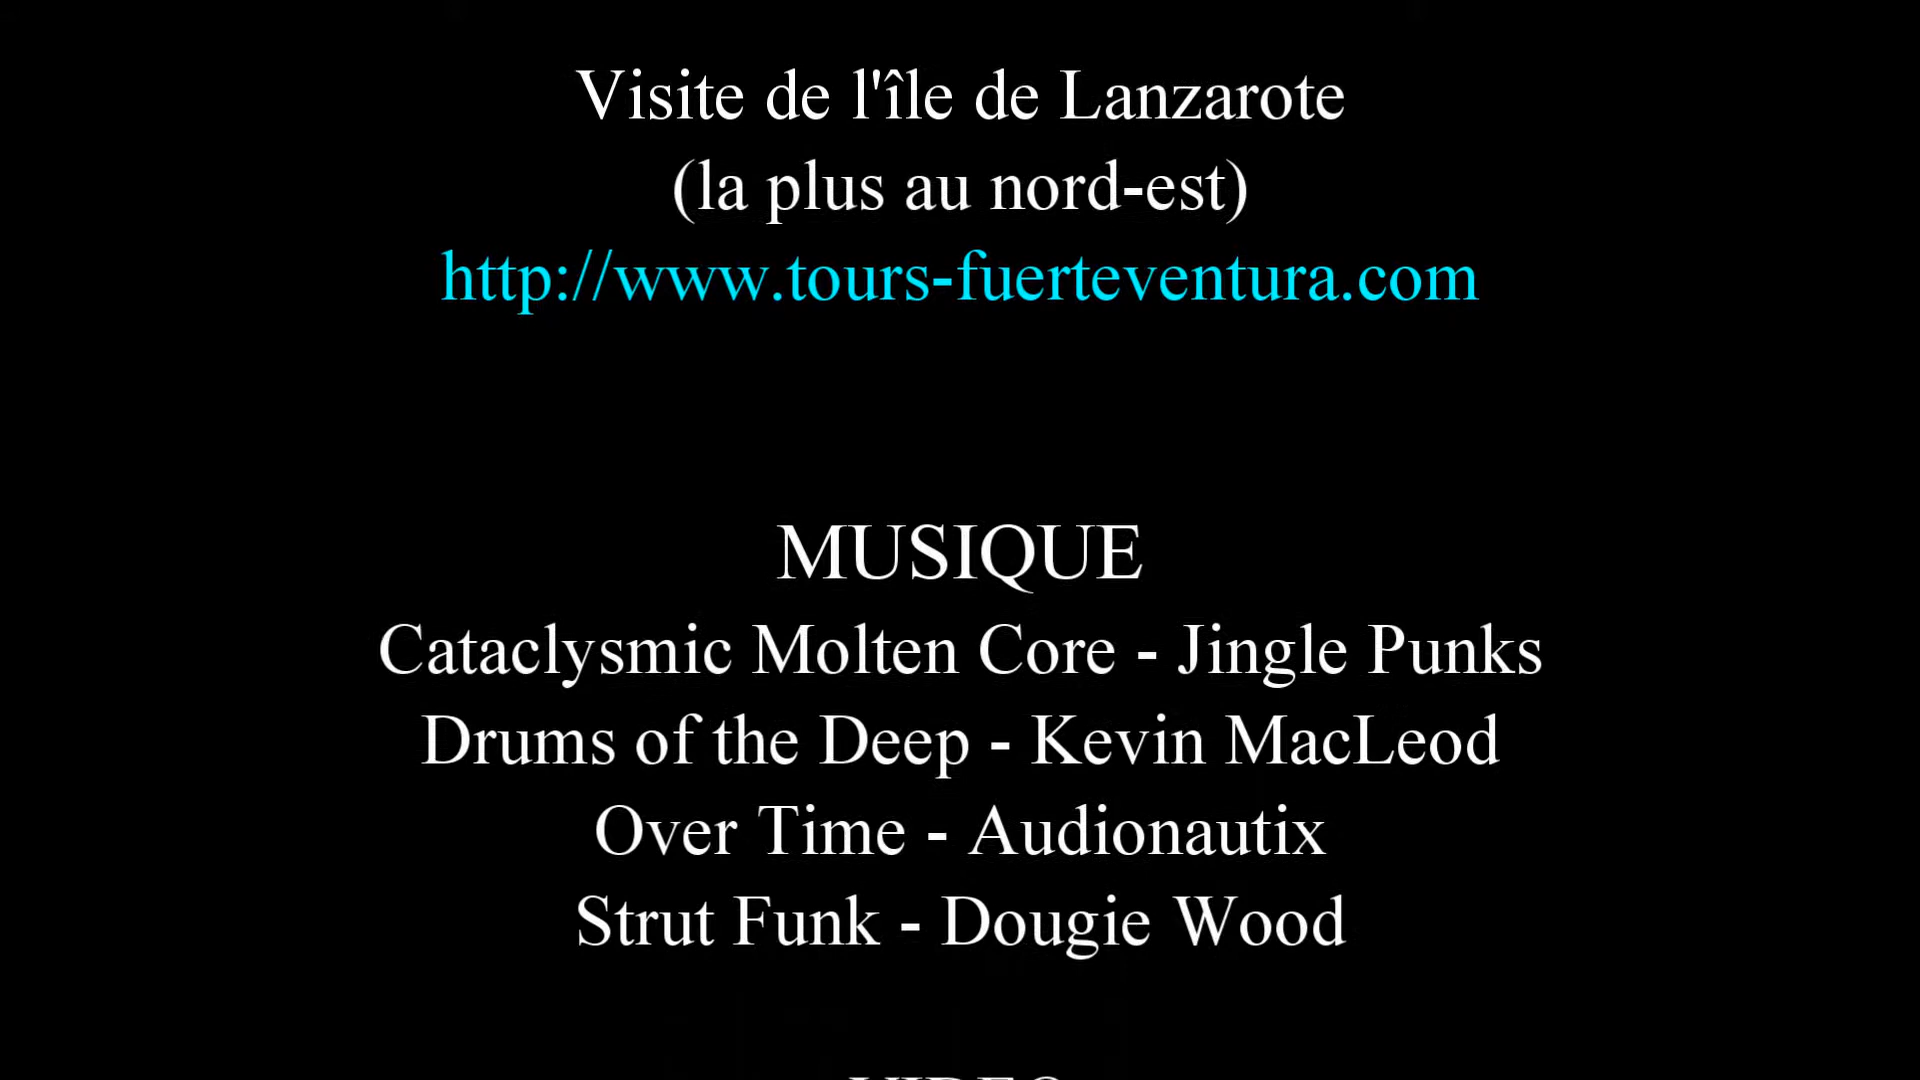 Visite de l'île de Lanzarote
(la plus au nord-est)
http://www.tours-fuerteventura.com
MUSIQUE
Cataclysmic Molten Core - Jingle Punks
Drums of the Deep - Kevin MacLeod
Over Time - Audionautix
Strut Funk - Dougie Wood